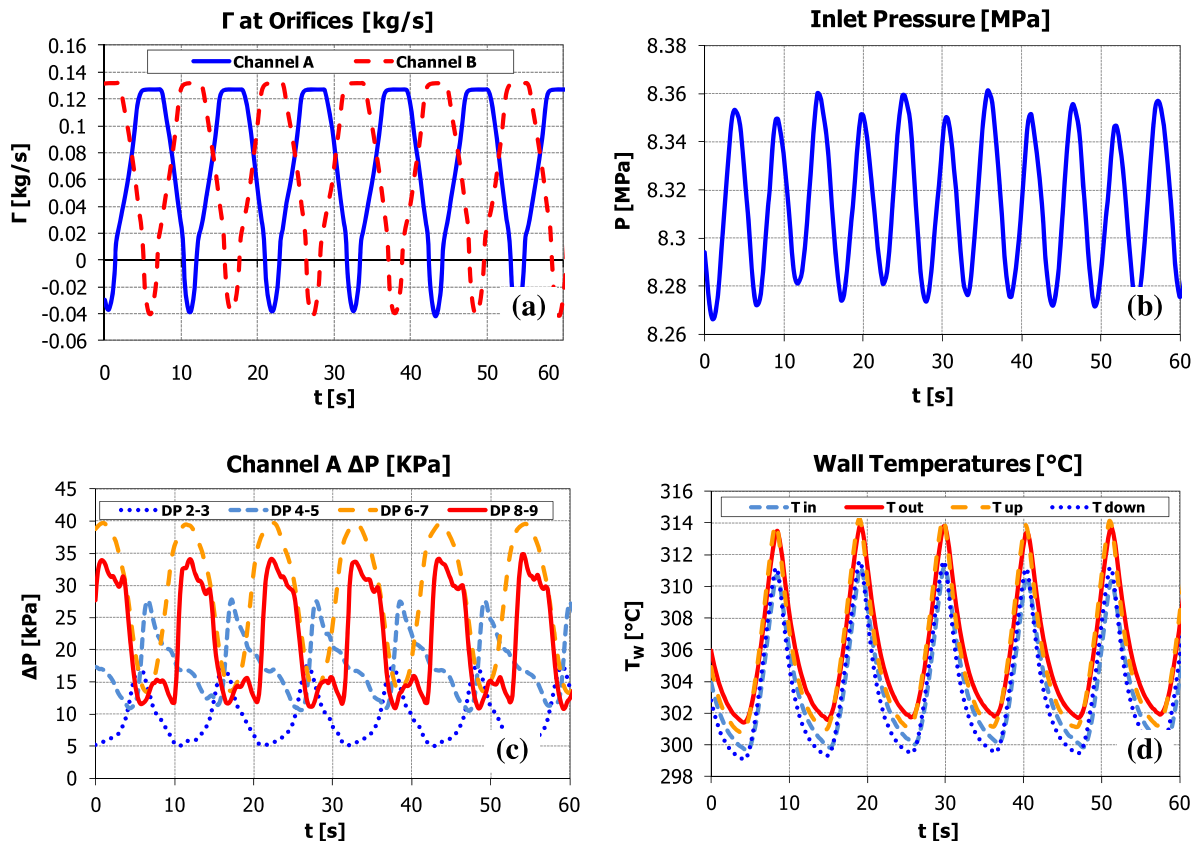 Γ at Orifices [kg/s]
Channel A Channel B
0.16
0.14
0.12
0.1
0.08
0.06
0.04
0.02
0
-0.02
-0.04
-0.06
Γ [kg/s]
0 10 20 30 40 50 60
t [s]
(a)
Inlet Pressure [MPa]
8.38
8.36
8.34
8.32
8.3
8.28
8.26
P [MPa]
0 10 20 30 40 50 60
t [s]
(b)
Channel A ΔP [KPa]
DP 2-3 DP 4-5 DP 6-7 DP 8-9
45
40
35
30
25
20
15
10
5
0
ΔP [kPa]
0 10 20 30 40 50 60
t [s]
(c)
Wall Temperatures [°C]
T in T out T up T down
316
314
312
310
308
306
304
302
300
298
Tw [°C]
0 10 20 30 40 50 60
t [s]
(d)